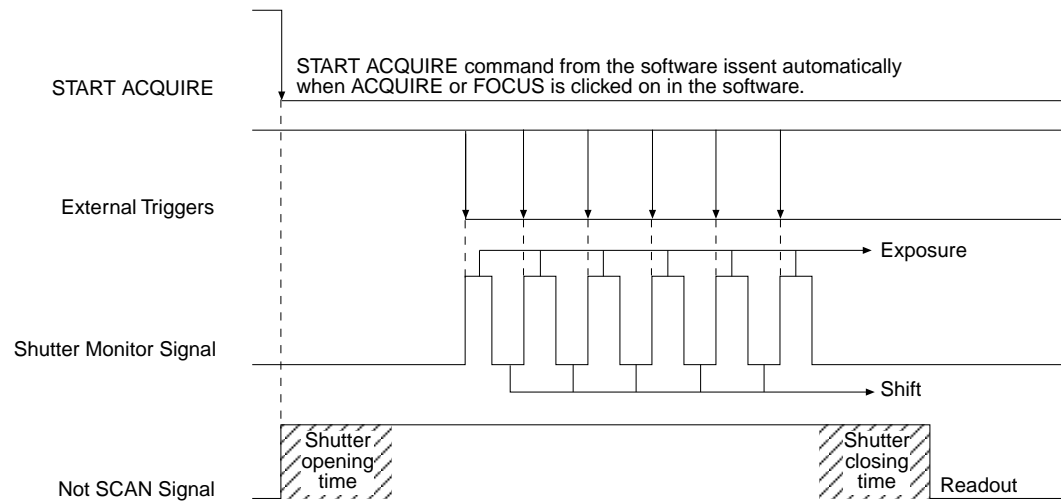 START ACQUIRE
START ACQUIRE command from the software issent automatically
when ACQUIRE or FOCUS is clicked on in the software.
External Triggers
Exposure
Shutter Monitor Signal
Shift
Shutter
opening
time
Shutter
closing
time
Not SCAN Signal
Readout